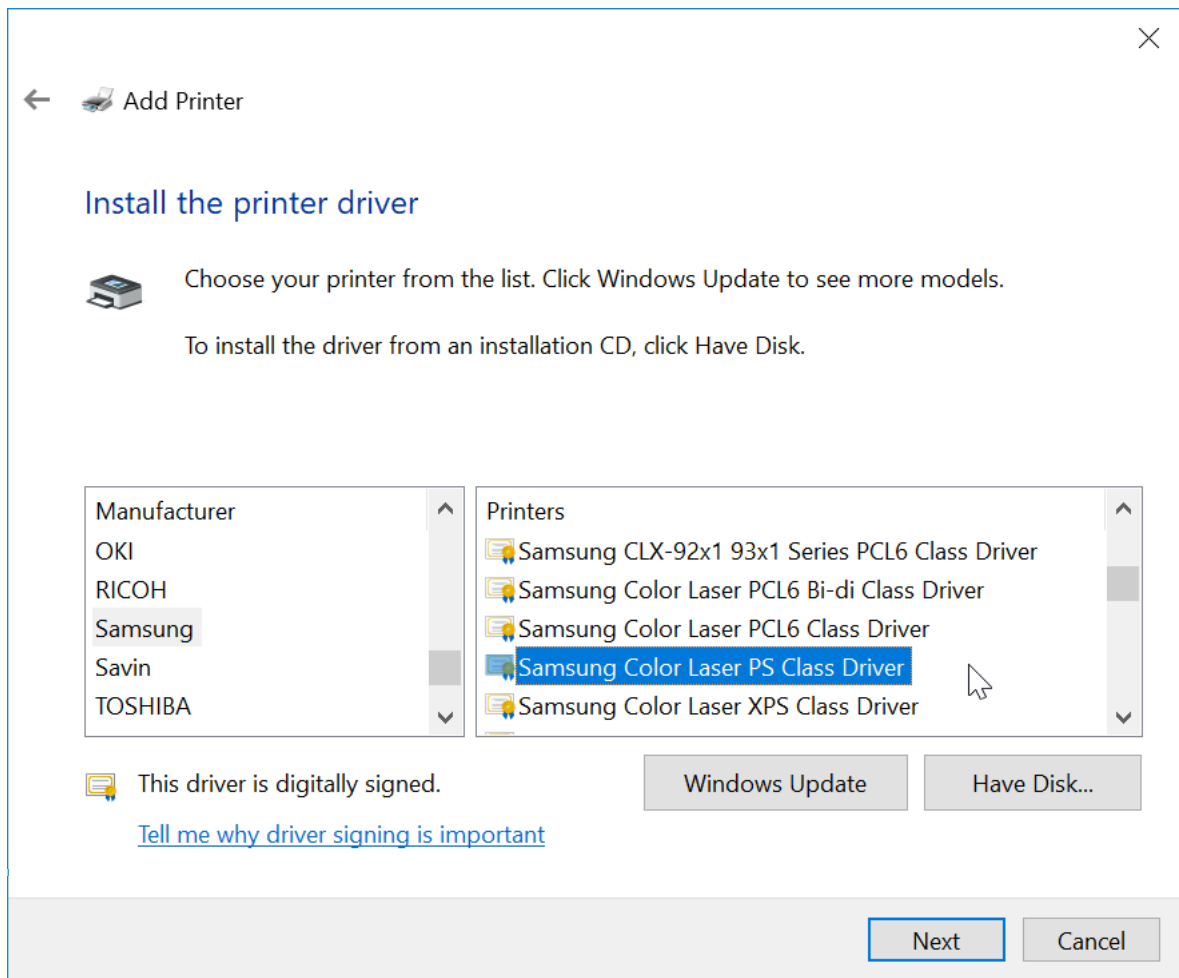 Add Printer
Install the printer driver
Choose your printer from the list. Click Windows Update to see more models.
To install the driver from an installation CD, click Have Disk.
Manufacturer
OKI
RICOH
Samsung
Savin
TOSHIBA
Printers
Samsung CLX-92x1 93x1 Series PCL6 Class Driver
Samsung Color Laser PCL6 Bi-di Class Driver
Samsung Color Laser PCL6 Class Driver
Samsung Color Laser PS Class Driver
Samsung Color Laser XPS Class Driver
This driver is digitally signed.
Tell me why driver signing is important
Windows Update
Have Disk...
Next
Cancel